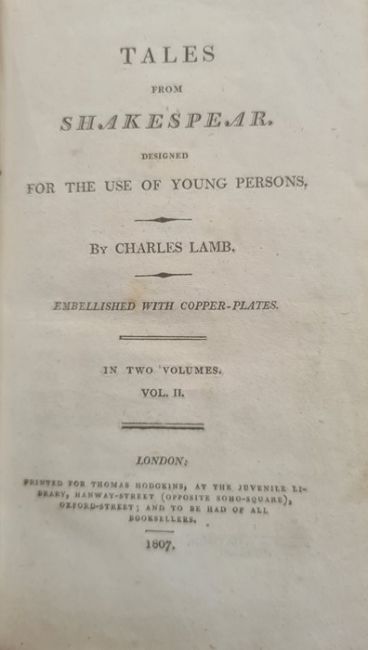 TALES
FROM
SHAKESPEAR.
DESIGNED
FOR THE USE OF YOUNG PERSONS.
By CHARLES LAMB.
EMBELLISHED WITH COPPER-PLATES.
IN TWO VOLUMES.
VOL. II.
LONDON:
PRINTED FOR THOMAS HODGKINS, AT THE JUVENILE LI-
BRARY, HANWAY-STREET (OPPOSITE SOHO-SQUARE),
OXFORD-STREET; AND TO BE HAD OF ALL
BOOKSELLERS.
1807.